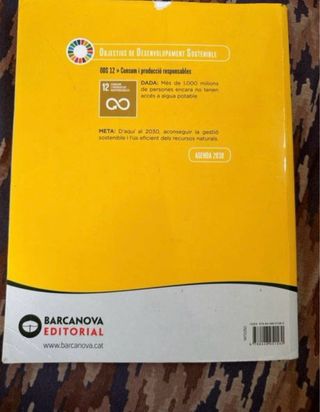 OBJECTIUS DE DESENVOLUPAMENT SOSTENIBLE
ODS 12 > Consum i producció responsables
12
DADA: Més de 1.000 milions
de persones encara no tenen
accés a aigua potable
META: D'aquí al 2030, aconseguir la gestió
sostenible i l'ús eficient dels recursos naturals.
AGENDA 2030
BARCANOVA
EDITORIAL
www.barcanova.cat